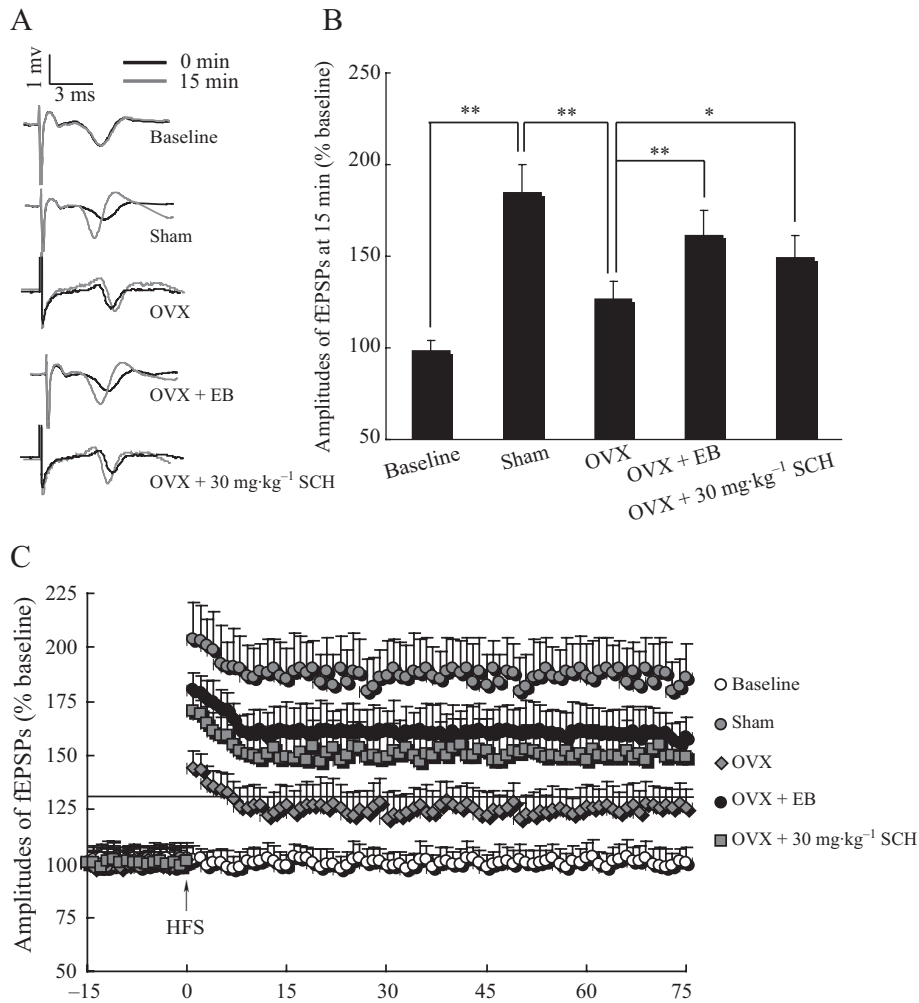 A
1 mv
3 ms
0 min
15 min
Baseline
Sham
OVX
OVX + EB
OVX + 30 mg·kg⁻¹ SCH
B
Amplitudes of fEPSPs at 15 min (% baseline)
250
200
150
100
50
**
**
*
**
Baseline
Sham
OVX
OVX + EB
OVX + 30 mg·kg⁻¹ SCH
C
Amplitudes of fEPSPs (% baseline)
225
200
175
150
125
100
75
50
HFS
–15
0
15
30
45
60
75
Baseline
Sham
OVX
OVX + EB
OVX + 30 mg·kg⁻¹ SCH